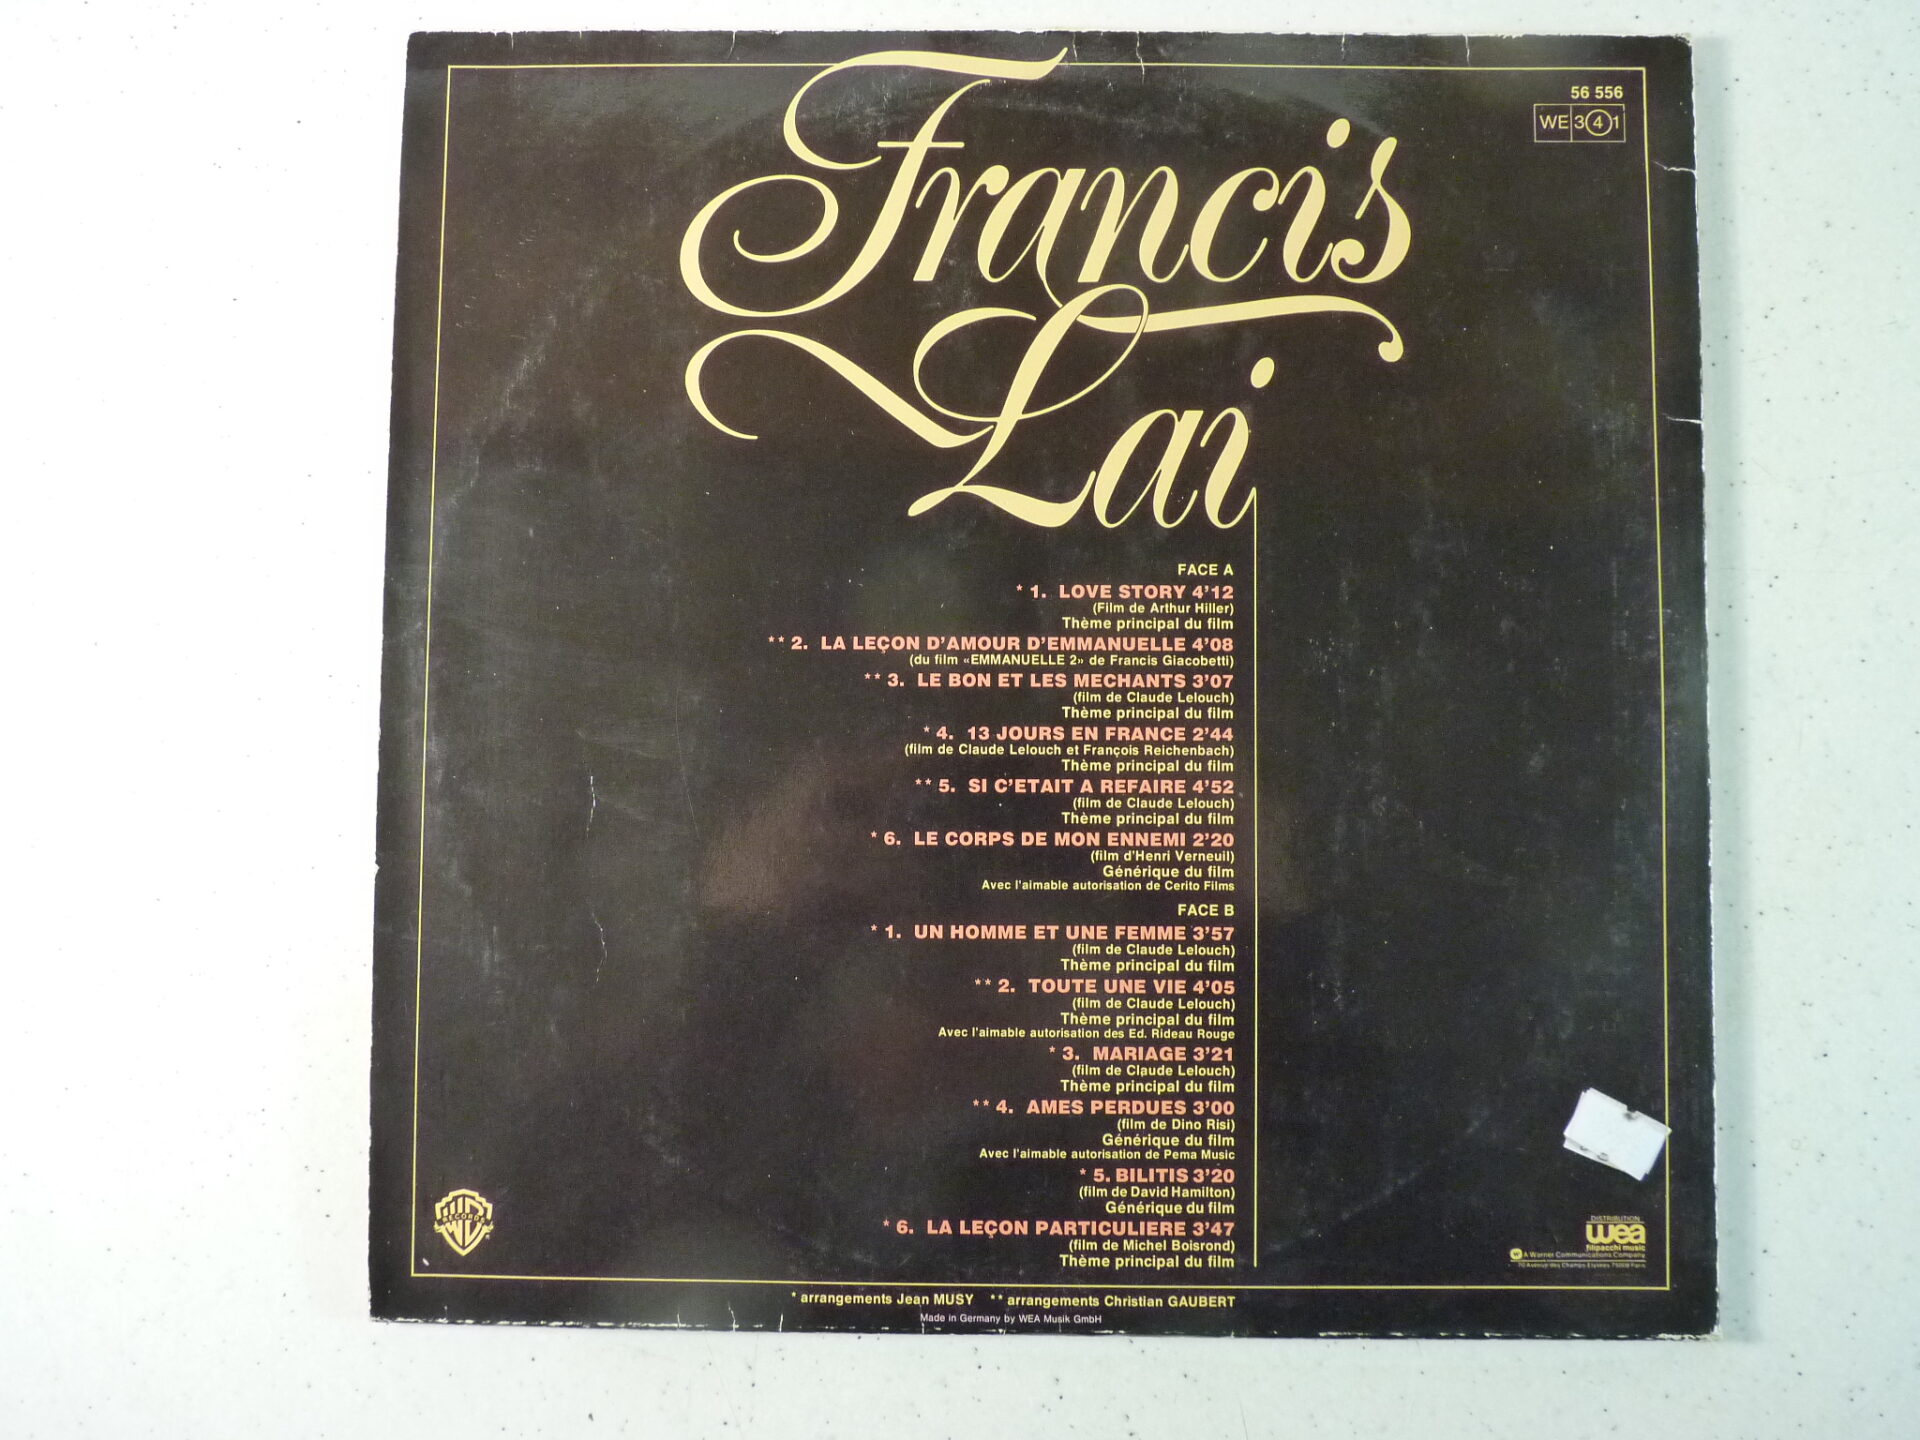 56 556
WE 3 4 1
Francis
Lai
FACE A
* 1. LOVE STORY 4'12
(Film de Arthur Hiller)
Thème principal du film
** 2. LA LEÇON D'AMOUR D'EMMANUELLE 4'08
(du film «EMMANUELLE 2» de Francis Giacobetti)
** 3. LE BON ET LES MECHANTS 3'07
(film de Claude Lelouch)
Thème principal du film
* 4. 13 JOURS EN FRANCE 2'44
(film de Claude Lelouch et François Reichenbach)
Thème principal du film
** 5. SI C'ETAIT A REFAIRE 4'52
(film de Claude Lelouch)
Thème principal du film
* 6. LE CORPS DE MON ENNEMI 2'20
(film d'Henri Verneuil)
Générique du film
Avec l'aimable autorisation de Cerito Films
FACE B
* 1. UN HOMME ET UNE FEMME 3'57
(film de Claude Lelouch)
Thème principal du film
** 2. TOUTE UNE VIE 4'05
(film de Claude Lelouch)
Thème principal du film
Avec l'aimable autorisation des Ed. Rideau Rouge
* 3. MARIAGE 3'21
(film de Claude Lelouch)
Thème principal du film
** 4. AMES PERDUES 3'00
(film de Dino Risi)
Générique du film
Avec l'aimable autorisation de Pema Music
* 5. BILITIS 3'20
(film de David Hamilton)
Générique du film
* 6. LA LEÇON PARTICULIERE 3'47
(film de Michel Boisrond)
Thème principal du film
RECORDS
DISTRIBUTION
wea
filipacchi music
A Warner Communications Company
70 Avenue des Champs Elysées 75008 Paris
* arrangements Jean MUSY ** arrangements Christian GAUBERT
Made in Germany by WEA Musik GmbH